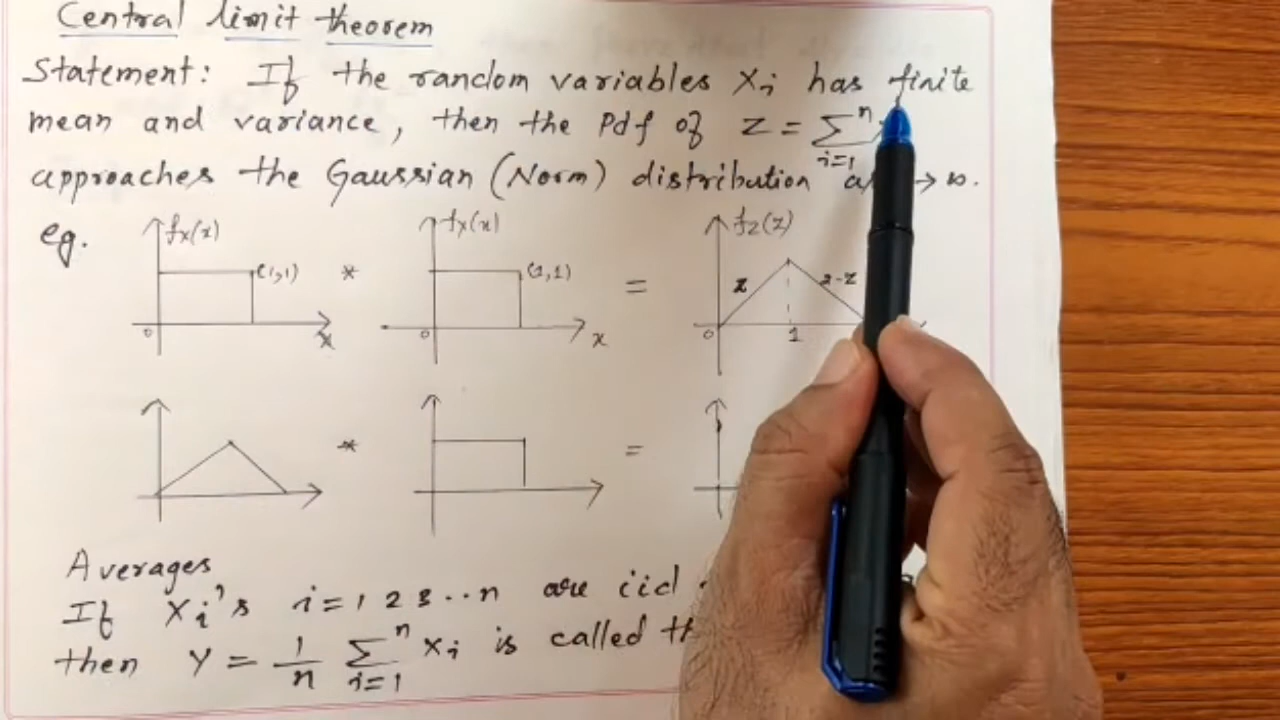 Central limit theorem
Statement: If the random variables Xi has finite
mean and variance, then the Pdf of Z = Σ n i=1
approaches the Gaussian (Norm) distribution → ∞.
eg. fx(x) (1,1) * fx(x) (1,1) = fz(z) z 2-z
0 x 0 x 0 1
* =
Averages
If Xi's i = 1 2 3 .. n are iid
then Y = 1/n Σ n i=1 Xi is called